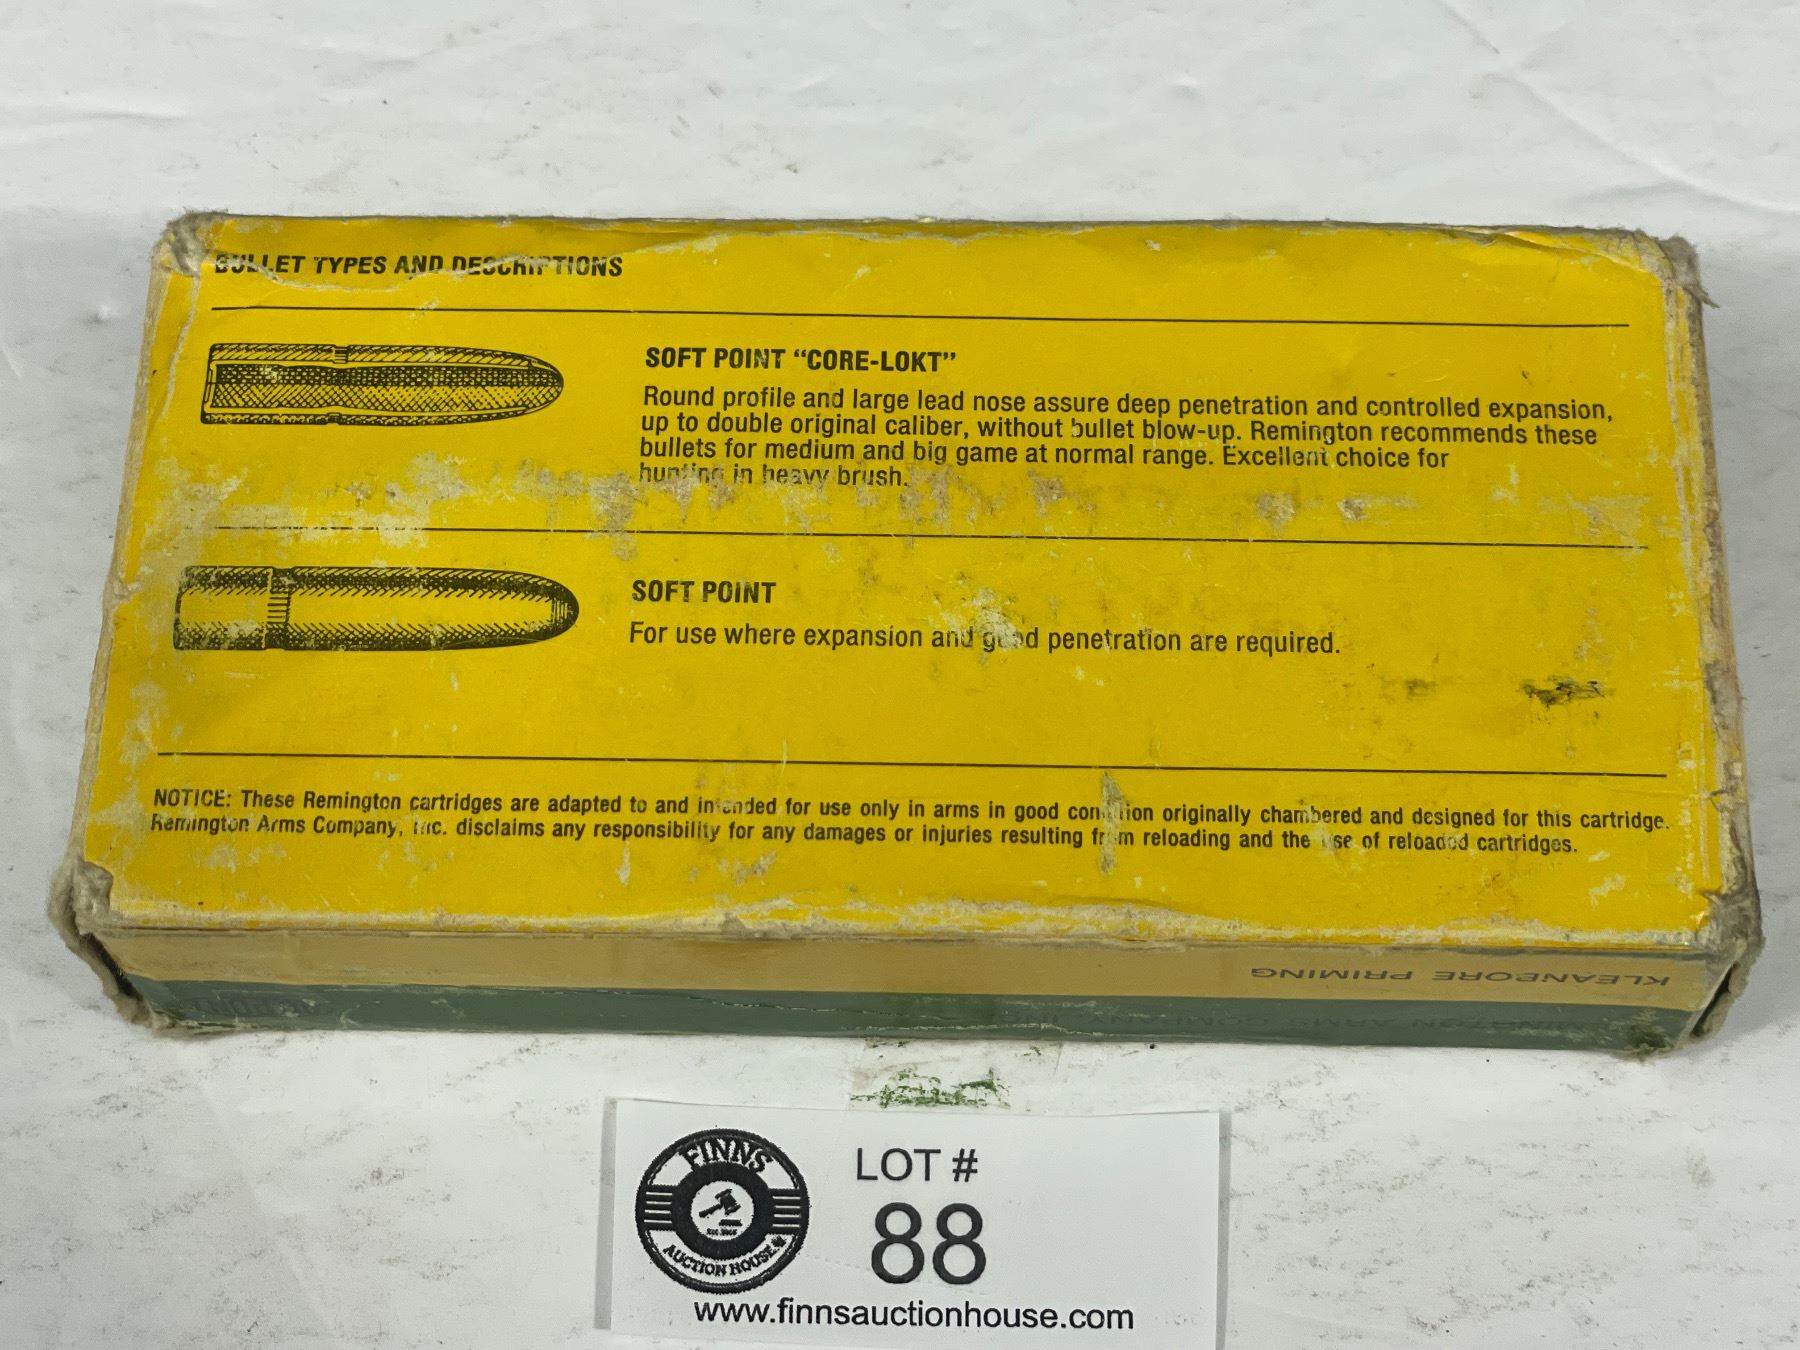 BULLET TYPES AND DESCRIPTIONS
SOFT POINT “CORE-LOKT”
Round profile and large lead nose assure deep penetration and controlled expansion,
up to double original caliber, without bullet blow-up. Remington recommends these
bullets for medium and big game at normal range. Excellent choice for
hunting in heavy brush.
SOFT POINT
For use where expansion and good penetration are required.
NOTICE: These Remington cartridges are adapted to and intended for use only in arms in good condition originally chambered and designed for this cartridge.
Remington Arms Company, Inc. disclaims any responsibility for any damages or injuries resulting from reloading and the use of reloaded cartridges.
KLEANBORE PRIMING
ARMS COMPANY, INC.
FINNS
AUCTION HOUSE
LOT #
88
www.finnsauctionhouse.com